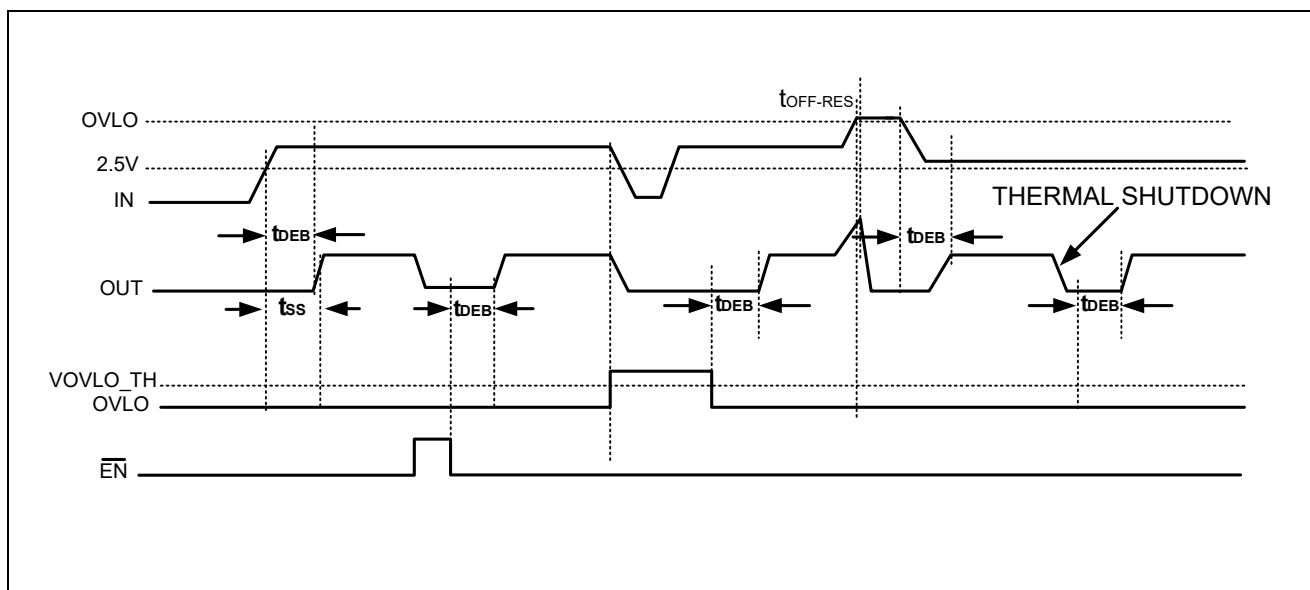 tOFF-RES
OVLO
2.5V
IN
THERMAL SHUTDOWN
tDEB
tDEB
OUT
tSS
tDEB
tDEB
tDEB
VOVLO_TH
OVLO
EN